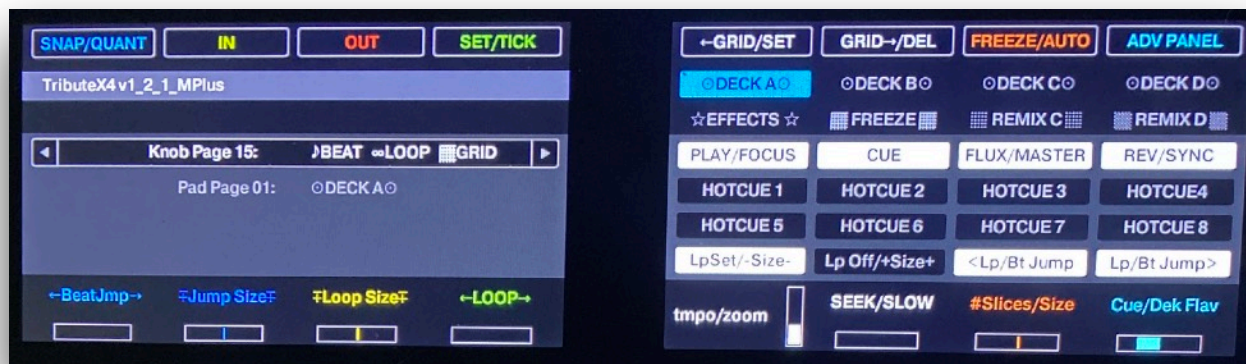 SNAP/QUANT IN OUT SET/TICK
TributeX4 v1_2_1_MPlus
◄ Knob Page 15: ♪BEAT ∞LOOP ▦GRID ►
Pad Page 01: ⊙DECK A⊙
←BeatJmp→ ∓Jump Size∓ ∓Loop Size∓ ←LOOP→
←GRID/SET GRID→/DEL FREEZE/AUTO ADV PANEL
⊙DECK A⊙ ⊙DECK B⊙ ⊙DECK C⊙ ⊙DECK D⊙
☆EFFECTS ☆ ▦FREEZE▦ ▦ REMIX C▦ ▦REMIX D▦
PLAY/FOCUS CUE FLUX/MASTER REV/SYNC
HOTCUE 1 HOTCUE 2 HOTCUE 3 HOTCUE4
HOTCUE 5 HOTCUE 6 HOTCUE 7 HOTCUE 8
LpSet/-Size- Lp Off/+Size+ <Lp/Bt Jump Lp/Bt Jump>
tmpo/zoom SEEK/SLOW #Slices/Size Cue/Dek Flav